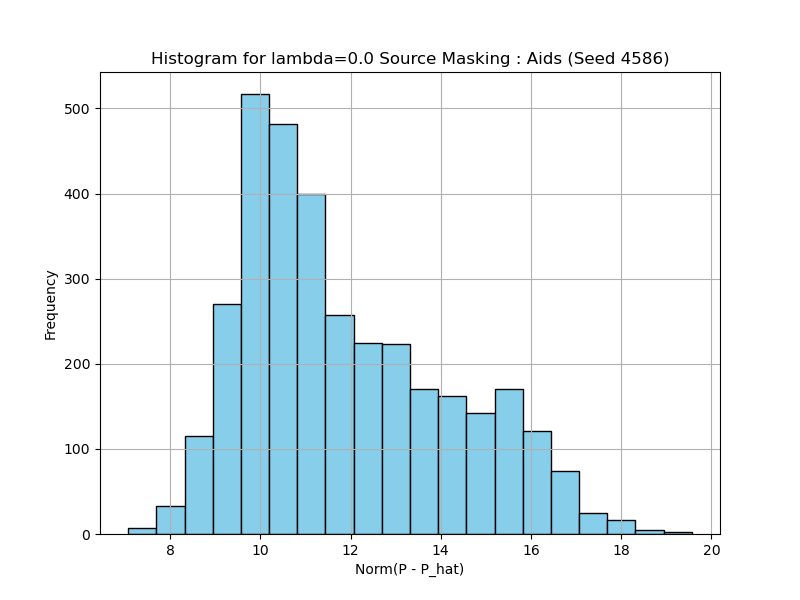 Histogram for lambda=0.0 Source Masking : Aids (Seed 4586)
500
400
300
200
100
0
Frequency
8 10 12 14 16 18 20
Norm(P - P_hat)